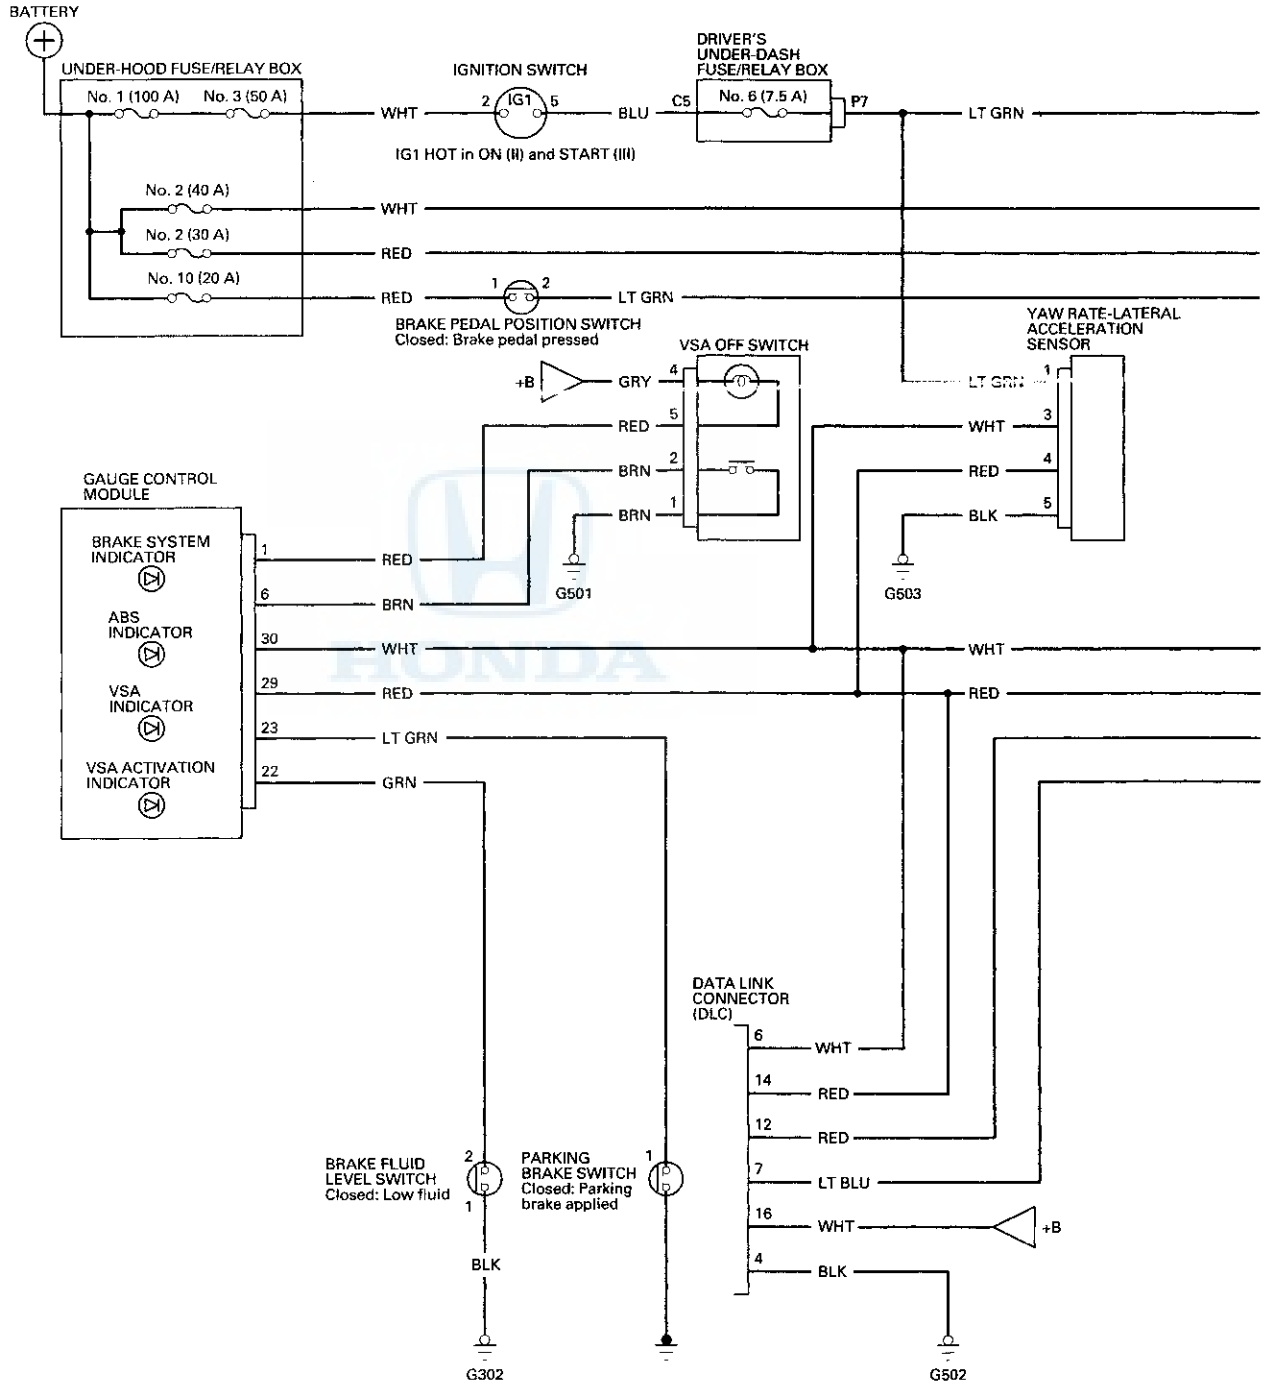 BATTERY
UNDER-HOOD FUSE/RELAY BOX
No. 1 (100 A) No. 3 (50 A)
WHT
IGNITION SWITCH
2 IG1 5
IG1 HOT in ON (II) and START (III)
BLU
DRIVER'S
UNDER-DASH
FUSE/RELAY BOX
C5 No. 6 (7.5 A) P7
LT GRN
No. 2 (40 A)
WHT
No. 2 (30 A)
RED
No. 10 (20 A)
RED
1 2
LT GRN
BRAKE PEDAL POSITION SWITCH
Closed: Brake pedal pressed
VSA OFF SWITCH
+B GRY 4
RED 5
BRN 2
BRN 1
G501
YAW RATE-LATERAL
ACCELERATION
SENSOR
LT GRN 1
WHT 3
RED 4
BLK 5
G503
GAUGE CONTROL
MODULE
BRAKE SYSTEM
INDICATOR
ABS
INDICATOR
VSA
INDICATOR
VSA ACTIVATION
INDICATOR
1 RED
6 BRN
30 WHT WHT
29 RED RED
23 LT GRN
22 GRN
HONDA
DATA LINK
CONNECTOR
(DLC)
6 WHT
14 RED
12 RED
7 LT BLU
16 WHT +B
4 BLK
G502
BRAKE FLUID
LEVEL SWITCH
Closed: Low fluid
2
1
BLK
G302
PARKING
BRAKE SWITCH
Closed: Parking
brake applied
1